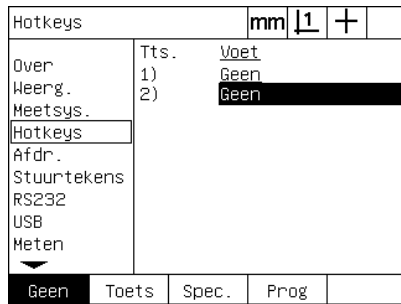 Hotkeys mm 1
Over
Weerg.
Meetsys.
Hotkeys
Afdr.
Stuurtekens
RS232
USB
Meten
Tts. Voet
1) Geen
2) Geen
Geen Toets Spec. Prog